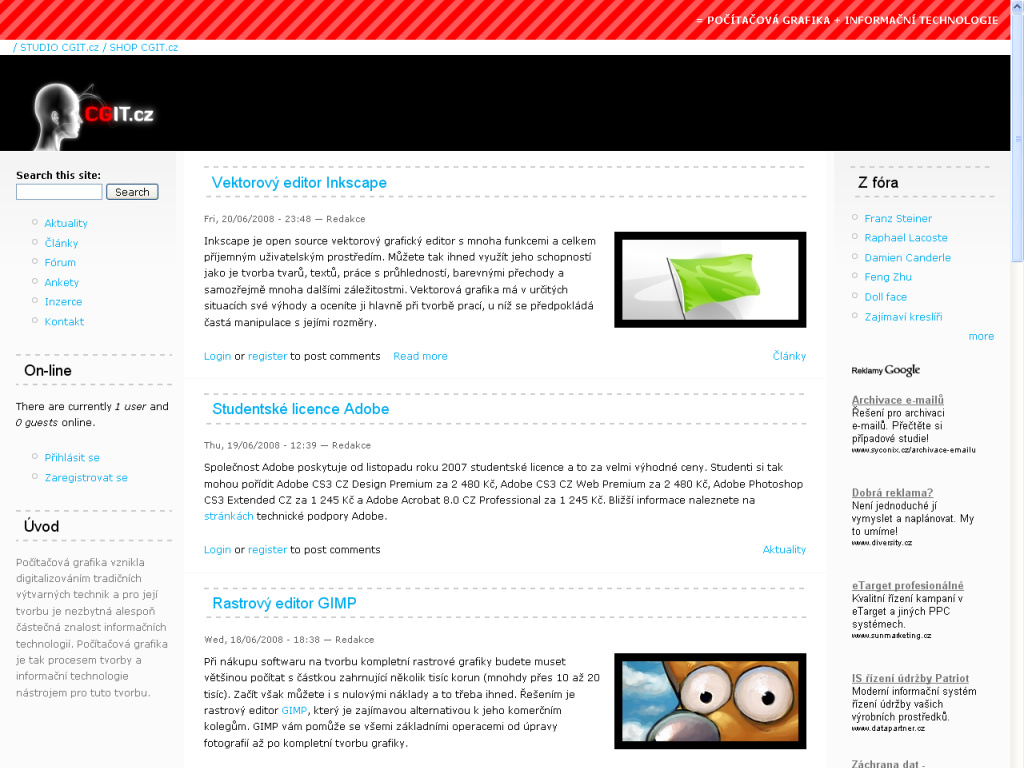 = POČÍTAČOVÁ GRAFIKA + INFORMAČNÍ TECHNOLOGIE
/ STUDIO CGIT.cz / SHOP CGIT.cz
CGIT.cz
Search this site:
Search
Aktuality
Články
Fórum
Ankety
Inzerce
Kontakt
On-line
There are currently 1 user and
0 guests online.
Přihlásit se
Zaregistrovat se
Úvod
Počítačová grafika vznikla
digitalizováním tradičních
výtvarných technik a pro její
tvorbu je nezbytná alespoň
částečná znalost informačních
technologií. Počítačová grafika
je tak procesem tvorby a
informační technologie
nástrojem pro tuto tvorbu.
Vektorový editor Inkscape
Fri, 20/06/2008 - 23:48 — Redakce
Inkscape je open source vektorový grafický editor s mnoha funkcemi a celkem
příjemným uživatelským prostředím. Můžete tak ihned využít jeho schopností
jako je tvorba tvarů, textů, práce s průhledností, barevnými přechody a
samozřejmě mnoha dalšími záležitostmi. Vektorová grafika má v určitých
situacích své výhody a oceníte ji hlavně při tvorbě prací, u níž se předpokládá
častá manipulace s jejími rozměry.
Login or register to post comments Read more Články
Studentské licence Adobe
Thu, 19/06/2008 - 12:39 — Redakce
Společnost Adobe poskytuje od listopadu roku 2007 studentské licence a to za velmi výhodné ceny. Studenti si tak
mohou pořídit Adobe CS3 CZ Design Premium za 2 480 Kč, Adobe CS3 CZ Web Premium za 2 480 Kč, Adobe Photoshop
CS3 Extended CZ za 1 245 Kč a Adobe Acrobat 8.0 CZ Professional za 1 245 Kč. Bližší informace naleznete na
stránkách technické podpory Adobe.
Login or register to post comments Aktuality
Rastrový editor GIMP
Wed, 18/06/2008 - 18:38 — Redakce
Při nákupu softwaru na tvorbu kompletní rastrové grafiky budete muset
většinou počítat s částkou zahrnující několik tisíc korun (mnohdy přes 10 až 20
tisíc). Začít však můžete i s nulovými náklady a to třeba ihned. Řešením je
rastrový editor GIMP, který je zajímavou alternativou k jeho komerčním
kolegům. GIMP vám pomůže se všemi základními operacemi od úpravy
fotografií až po kompletní tvorbu grafiky.
Z fóra
Franz Steiner
Raphael Lacoste
Damien Canderle
Feng Zhu
Doll face
Zajímaví kreslíři
more
Reklamy Google
Archivace e-mailů
Řešení pro archivaci
e-mailů. Přečtěte si
případové studie!
www.syconix.cz/archivace-emailu
Dobrá reklama?
Není jednoduché jí
vymyslet a naplánovat. My
to umíme!
www.diversity.cz
eTarget profesionálně
Kvalitní řízení kampaní v
eTarget a jiných PPC
systémech.
www.sunmarketing.cz
IS řízení údržby Patriot
Moderní informační systém
řízení údržby vašich
výrobních prostředků.
www.datapartner.cz
Záchrana dat -